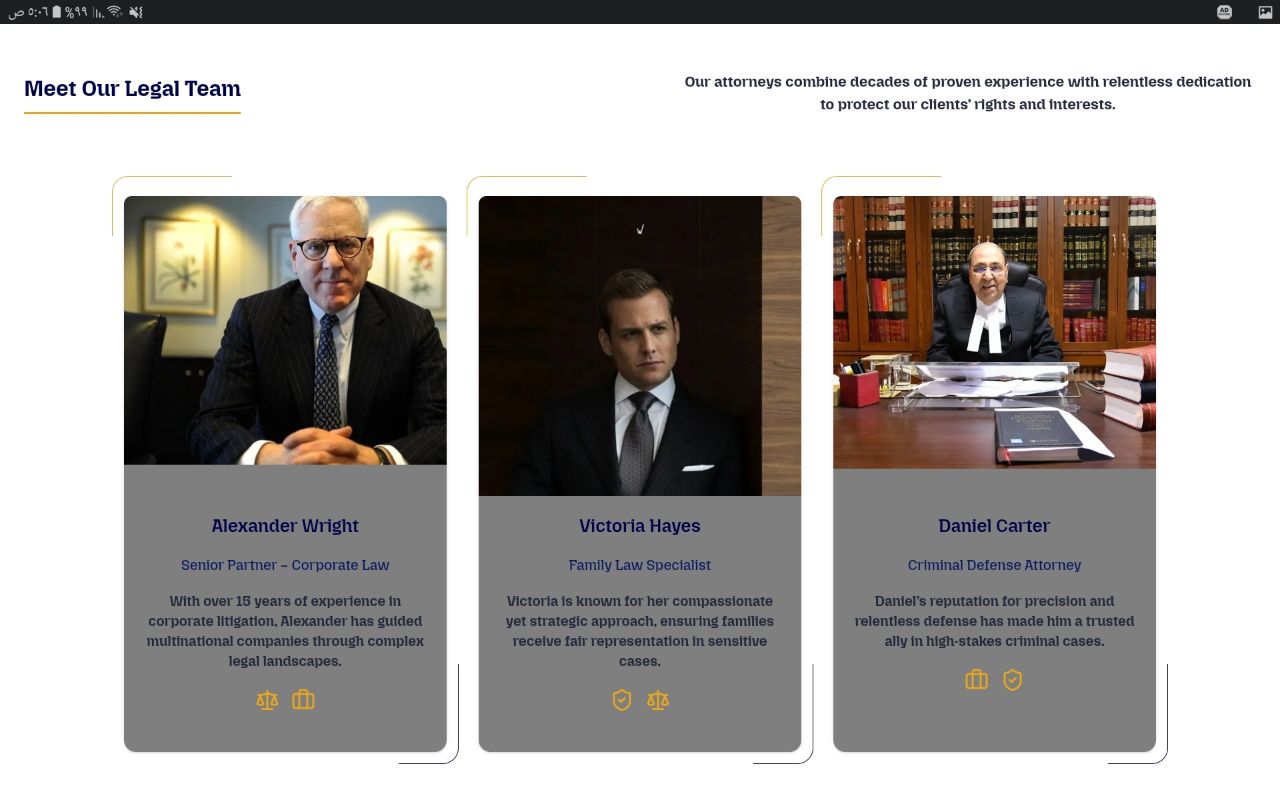 ص ٥:٠٦ %٩٩
AD
Meet Our Legal Team
Our attorneys combine decades of proven experience with relentless dedication
to protect our clients' rights and interests.
Alexander Wright
Senior Partner – Corporate Law
With over 15 years of experience in
corporate litigation, Alexander has guided
multinational companies through complex
legal landscapes.
Victoria Hayes
Family Law Specialist
Victoria is known for her compassionate
yet strategic approach, ensuring families
receive fair representation in sensitive
cases.
Daniel Carter
Criminal Defense Attorney
Daniel's reputation for precision and
relentless defense has made him a trusted
ally in high-stakes criminal cases.